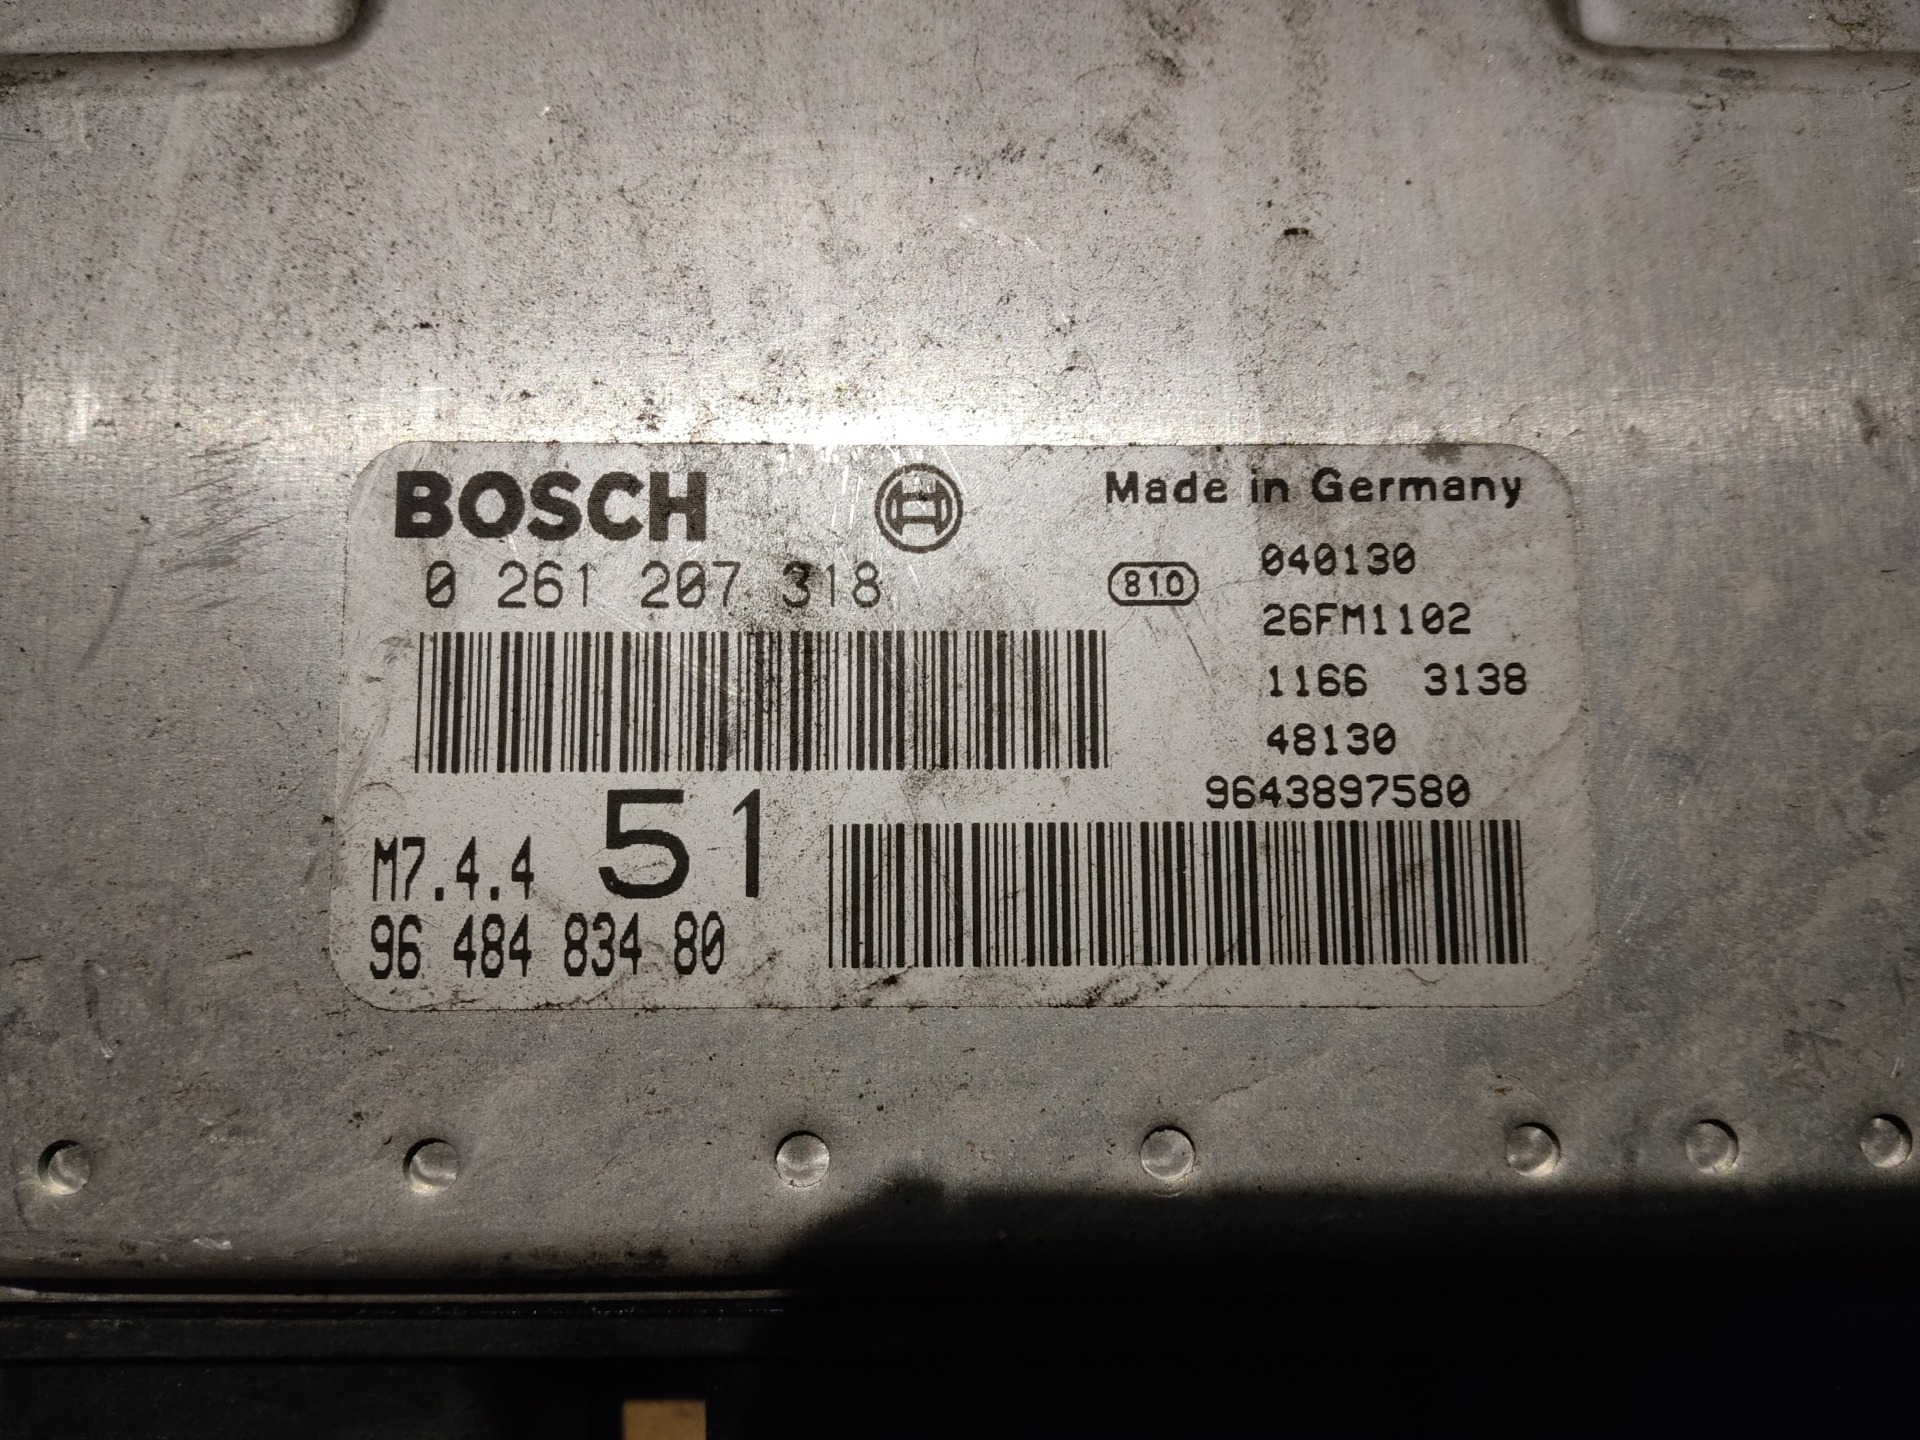 BOSCH
Made in Germany
0 261 207 318
810
040130
26FM1102
1166 3138
48130
9643897580
M7.4.4
51
96 484 834 80